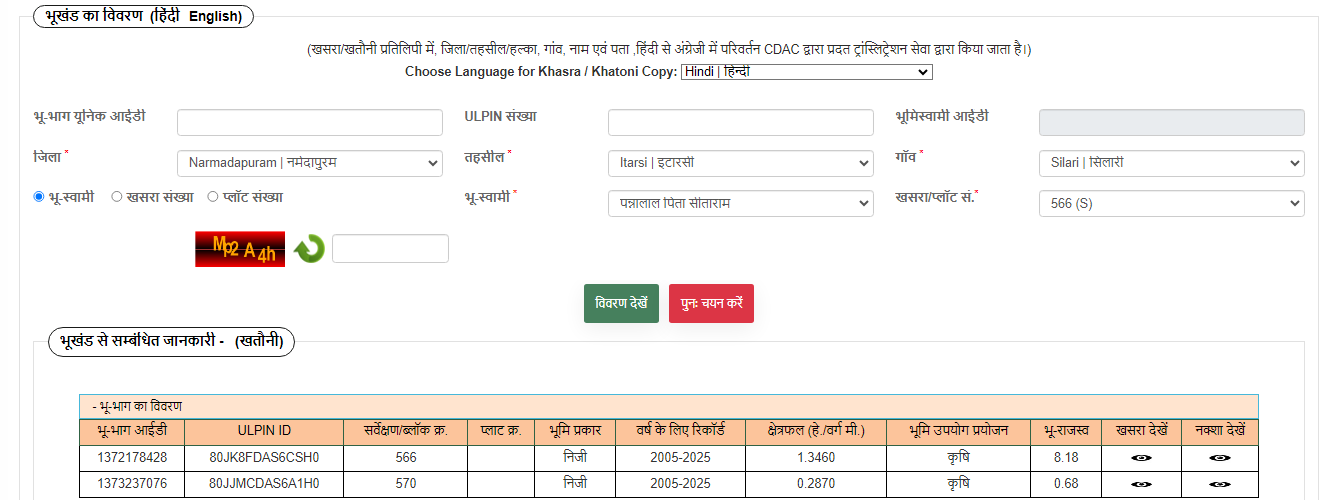 भूखंड का विवरण (हिंदी English)
(खसरा/खतौनी प्रतिलिपी में, जिला/तहसील/हल्का, गांव, नाम एवं पता ,हिंदी से अंग्रेजी में परिवर्तन CDAC द्वारा प्रदत ट्रांस्लिट्रेशन सेवा द्वारा किया जाता है।)
Choose Language for Khasra / Khatoni Copy: Hindi | हिन्दी
भू-भाग यूनिक आईडी ULPIN संख्या भूमिस्वामी आईडी
जिला * Narmadapuram | नर्मदापुरम तहसील * Itarsi | इटारसी गाँव * Silari | सिलारी
भू-स्वामी खसरा संख्या प्लॉट संख्या भू-स्वामी * पन्नालाल पिता सीताराम खसरा/प्लॉट सं.* 566 (S)
Mp2 A4h
विवरण देखें पुनः चयन करें
भूखंड से सम्बंधित जानकारी - (खतौनी)
- भू-भाग का विवरण
भू-भाग आईडी ULPIN ID सर्वेक्षण/ब्लॉक क्र. प्लाट क्र. भूमि प्रकार वर्ष के लिए रिकॉर्ड क्षेत्रफल (हे./वर्ग मी.) भूमि उपयोग प्रयोजन भू-राजस्व खसरा देखें नक्शा देखें
1372178428 80JK8FDAS6CSH0 566 निजी 2005-2025 1.3460 कृषि 8.18
1373237076 80JJMCDAS6A1H0 570 निजी 2005-2025 0.2870 कृषि 0.68